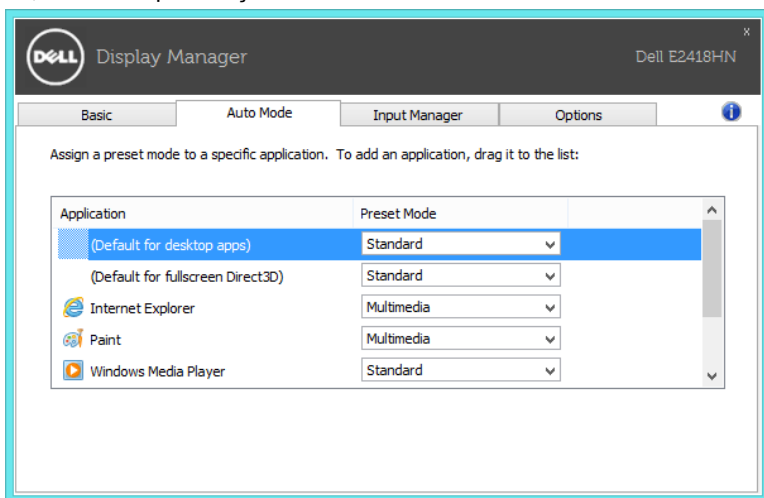 DELL Display Manager Dell E2418HN x
Basic Auto Mode Input Manager Options
Assign a preset mode to a specific application. To add an application, drag it to the list:
Application Preset Mode
(Default for desktop apps) Standard
(Default for fullscreen Direct3D) Standard
Internet Explorer Multimedia
Paint Multimedia
Windows Media Player Standard